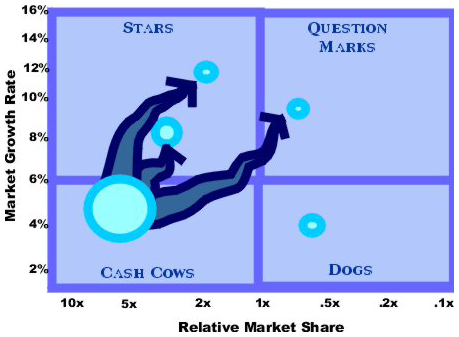 16%
14%
12%
10%
8%
6%
4%
2%
Market Growth Rate
STARS
QUESTION
MARKS
CASH COWS
DOGS
10x 5x 2x 1x .5x .2x .1x
Relative Market Share